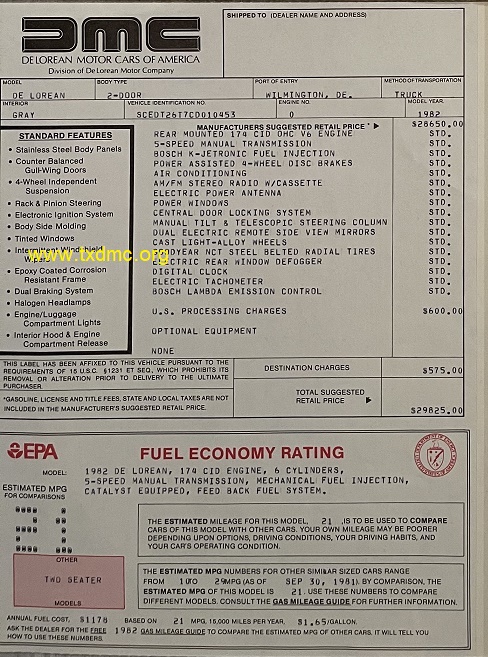 DMC
DE LOREAN MOTOR CARS OF AMERICA
Division of De Lorean Motor Company
SHIPPED TO (DEALER NAME AND ADDRESS)
MODEL BODY TYPE PORT OF ENTRY METHOD OF TRANSPORTATION
DE LOREAN 2-DOOR WILMINGTON, DE. TRUCK
INTERIOR VEHICLE IDENTIFICATION NO. ENGINE NO. MODEL YEAR
GRAY SCEDT26T7CD010453 0 1982
MANUFACTURERS SUGGESTED RETAIL PRICE * $28650.00
STANDARD FEATURES
• Stainless Steel Body Panels
• Counter Balanced
Gull-Wing Doors
• 4-Wheel Independent
Suspension
• Rack & Pinion Steering
• Electronic Ignition System
• Body Side Molding
• Tinted Windows
• Intermittent Windshield
Wipers
• Epoxy Coated Corrosion
Resistant Frame
• Dual Braking System
• Halogen Headlamps
• Engine/Luggage
Compartment Lights
• Interior Hood & Engine
Compartment Release
REAR MOUNTED 174 CID OHC V6 ENGINE STD.
5-SPEED MANUAL TRANSMISSION STD.
BOSCH K-JETRONIC FUEL INJECTION STD.
POWER ASSISTED 4-WHEEL DISC BRAKES STD.
AIR CONDITIONING STD.
AM/FM STEREO RADIO W/CASSETTE STD.
ELECTRIC POWER ANTENNA STD.
POWER WINDOWS STD.
CENTRAL DOOR LOCKING SYSTEM STD.
MANUAL TILT & TELESCOPIC STEERING COLUMN STD.
DUAL ELECTRIC REMOTE SIDE VIEW MIRRORS STD.
CAST LIGHT-ALLOY WHEELS STD.
GOODYEAR NCT STEEL BELTED RADIAL TIRES STD.
ELECTRIC REAR WINDOW DEFOGGER STD.
DIGITAL CLOCK STD.
ELECTRIC TACHOMETER STD.
BOSCH LAMBDA EMISSION CONTROL STD.
U.S. PROCESSING CHARGES $600.00
OPTIONAL EQUIPMENT
NONE
www.txdmc.org
THIS LABEL HAS BEEN AFFIXED TO THIS VEHICLE PURSUANT TO THE
REQUIREMENTS OF 15 U.S.C. §1231 ET SEQ., WHICH PROHIBITS ITS
REMOVAL OR ALTERATION PRIOR TO DELIVERY TO THE ULTIMATE
PURCHASER.
*GASOLINE, LICENSE AND TITLE FEES, STATE AND LOCAL TAXES ARE NOT
INCLUDED IN THE MANUFACTURER'S SUGGESTED RETAIL PRICE.
DESTINATION CHARGES $575.00
TOTAL SUGGESTED
RETAIL PRICE $29825.00
EPA
FUEL ECONOMY RATING
MODEL: 1982 DE LOREAN, 174 CID ENGINE, 6 CYLINDERS,
5-SPEED MANUAL TRANSMISSION, MECHANICAL FUEL INJECTION,
CATALYST EQUIPPED, FEED BACK FUEL SYSTEM.
ESTIMATED MPG
FOR COMPARISONS
THE ESTIMATED MILEAGE FOR THIS MODEL, 21 ,IS TO BE USED TO COMPARE
CARS OF THIS MODEL WITH OTHER CARS. YOUR OWN MILEAGE MAY BE POORER
DEPENDING UPON OPTIONS, DRIVING CONDITIONS, YOUR DRIVING HABITS, AND
YOUR CAR'S OPERATING CONDITION.
OTHER
TWO SEATER
MODELS
THE ESTIMATED MPG NUMBERS FOR OTHER SIMILAR SIZED CARS RANGE
FROM 10 TO 29 MPG (AS OF SEP 30, 1981). BY COMPARISON, THE
ESTIMATED MPG OF THIS MODEL IS 21. USE THESE NUMBERS TO COMPARE
DIFFERENT MODELS. CONSULT THE GAS MILEAGE GUIDE FOR FURTHER INFORMATION.
ANNUAL FUEL COST, $1178 BASED ON 21 MPG, 15,000 MILES PER YEAR, $1.65/GALLON.
ASK THE DEALER FOR THE FREE 1982 GAS MILEAGE GUIDE TO COMPARE THE ESTIMATED MPG OF OTHER CARS. IT WILL TELL YOU
HOW TO USE THESE NUMBERS.